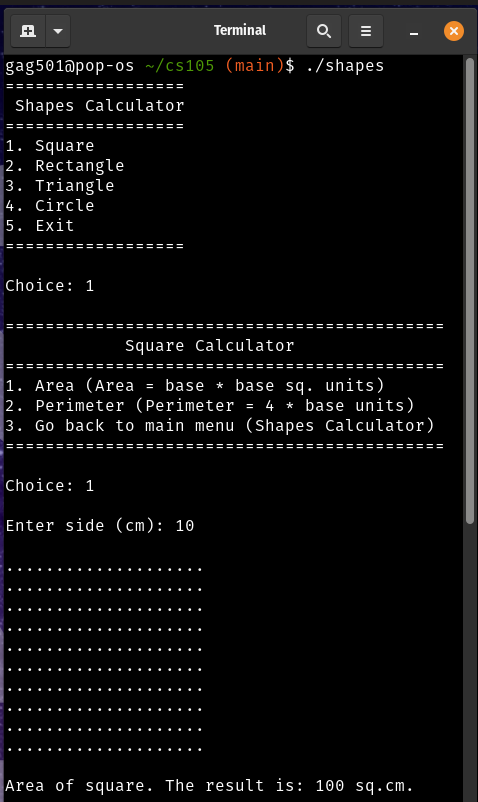 Terminal
gag501@pop-os ~/cs105 (main)$ ./shapes
==================
 Shapes Calculator
==================
1. Square
2. Rectangle
3. Triangle
4. Circle
5. Exit
==================

Choice: 1

============================================
            Square Calculator
============================================
1. Area (Area = base * base sq. units)
2. Perimeter (Perimeter = 4 * base units)
3. Go back to main menu (Shapes Calculator)
============================================

Choice: 1

Enter side (cm): 10

....................
....................
....................
....................
....................
....................
....................
....................
....................
....................

Area of square. The result is: 100 sq.cm.